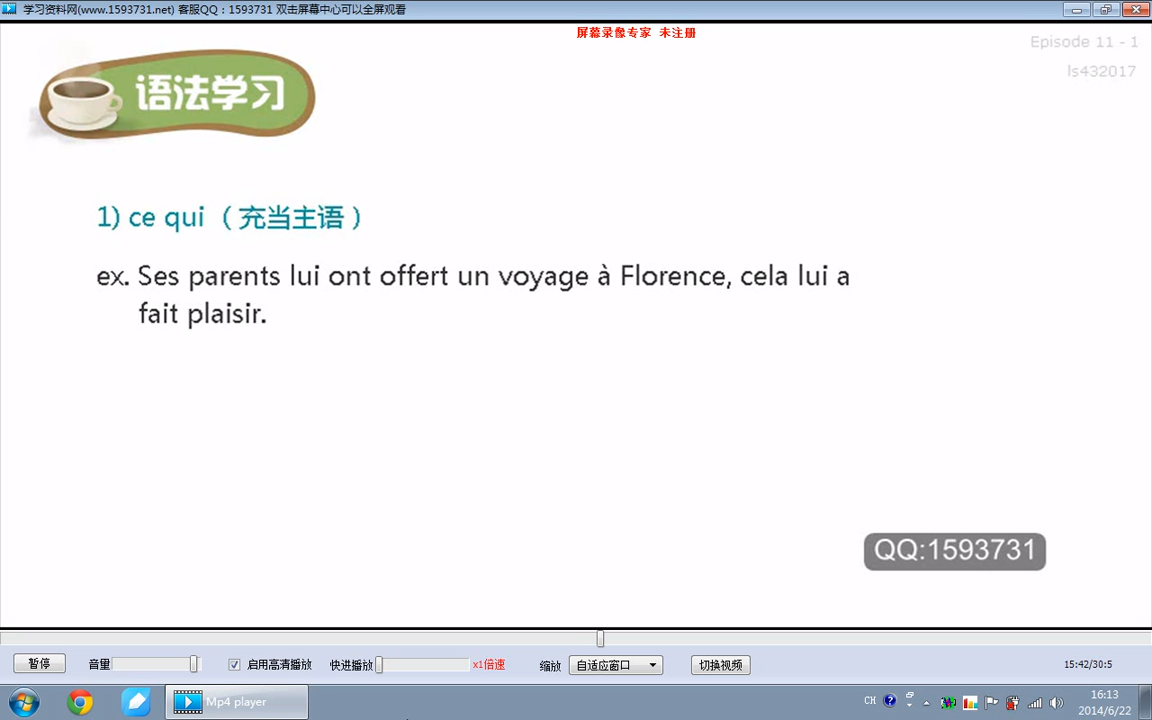 学习资料网(www.1593731.net) 客服QQ：1593731 双击屏幕中心可以全屏观看
屏幕录像专家 未注册
Episode 11 - 1
ls432017
语法学习
1) ce qui （充当主语）
ex. Ses parents lui ont offert un voyage à Florence, cela lui a
fait plaisir.
QQ:1593731
暂停 音量 启用高清播放 快进播放 x1倍速 缩放 自适应窗口 切换视频 15:42/30:5
Mp4 player CH 16:13
2014/6/22